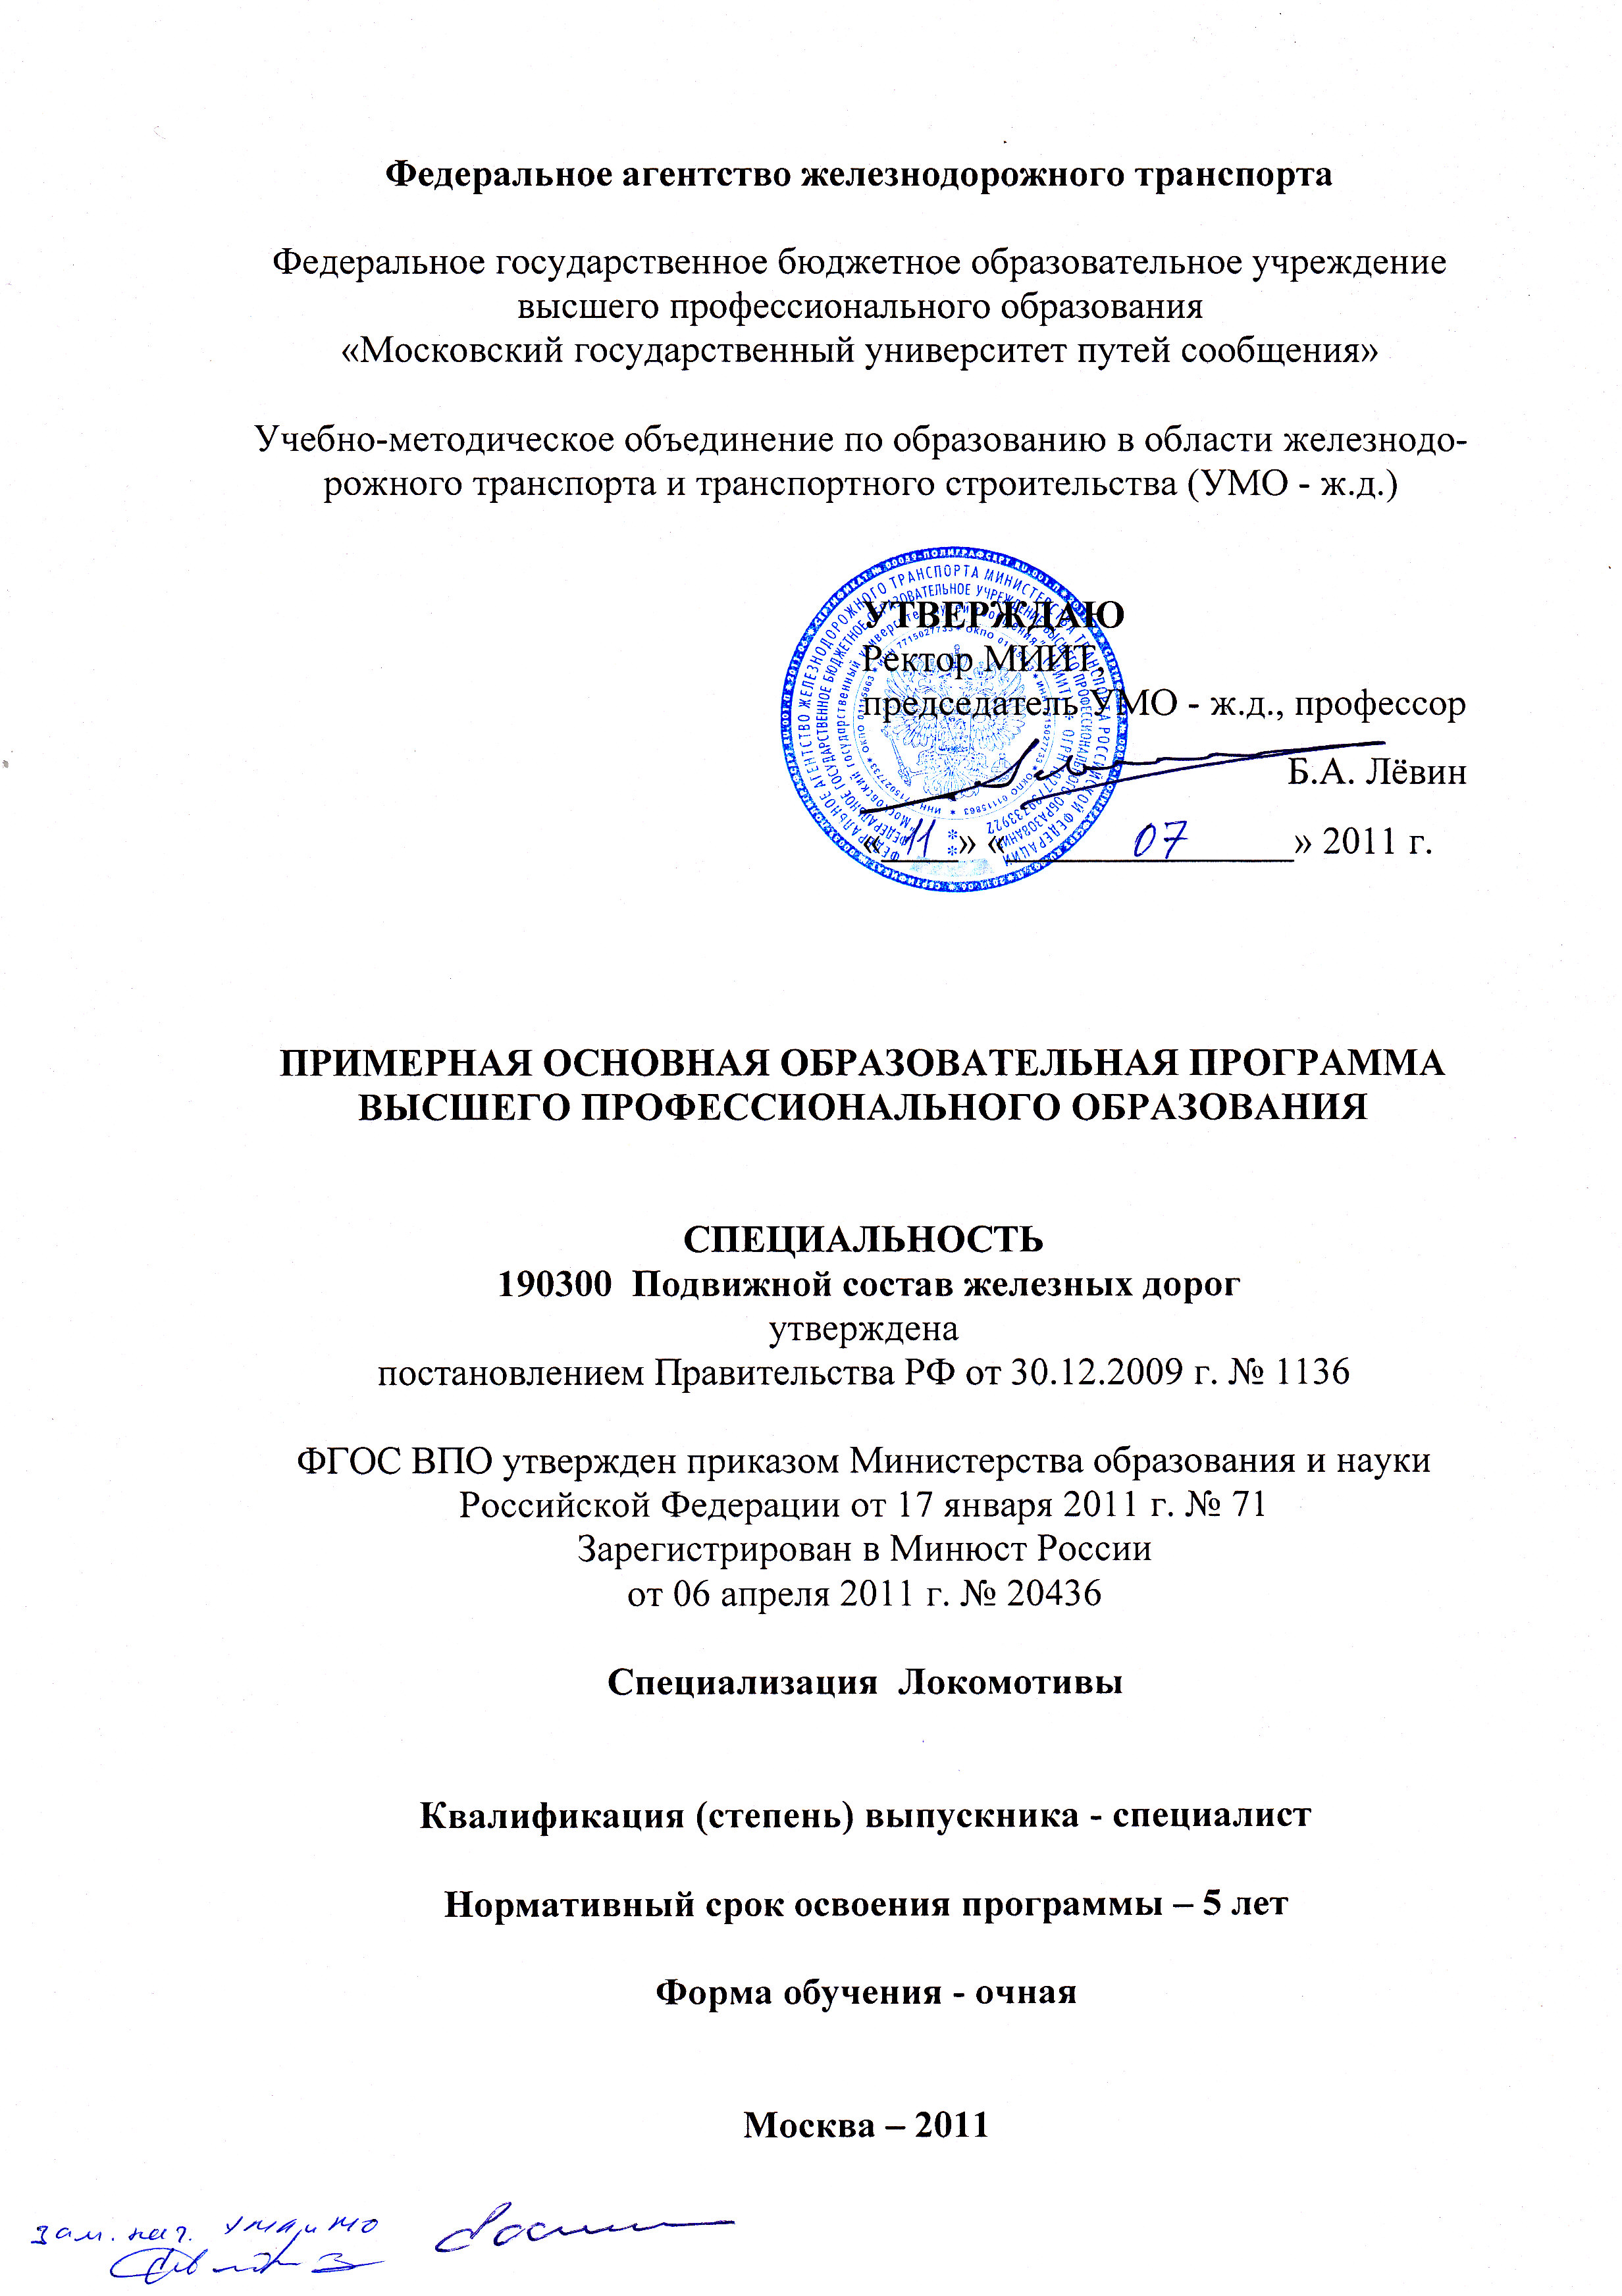 Федеральное агентство железнодорожного транспорта
Федеральное государственное бюджетное образовательное учреждение
высшего профессионального образования
«Московский государственный университет путей сообщения»
Учебно-методическое объединение по образованию в области железнодо-
рожного транспорта и транспортного строительства (УМО - ж.д.)
УТВЕРЖДАЮ
Ректор МИИТ,
председатель УМО - ж.д., профессор
Б.А. Лёвин
«11» «07» 2011 г.
ПРИМЕРНАЯ ОСНОВНАЯ ОБРАЗОВАТЕЛЬНАЯ ПРОГРАММА
ВЫСШЕГО ПРОФЕССИОНАЛЬНОГО ОБРАЗОВАНИЯ
СПЕЦИАЛЬНОСТЬ
190300 Подвижной состав железных дорог
утверждена
постановлением Правительства РФ от 30.12.2009 г. № 1136
ФГОС ВПО утвержден приказом Министерства образования и науки
Российской Федерации от 17 января 2011 г. № 71
Зарегистрирован в Минюст России
от 06 апреля 2011 г. № 20436
Специализация Локомотивы
Квалификация (степень) выпускника - специалист
Нормативный срок освоения программы – 5 лет
Форма обучения - очная
Москва – 2011
зам. нач.